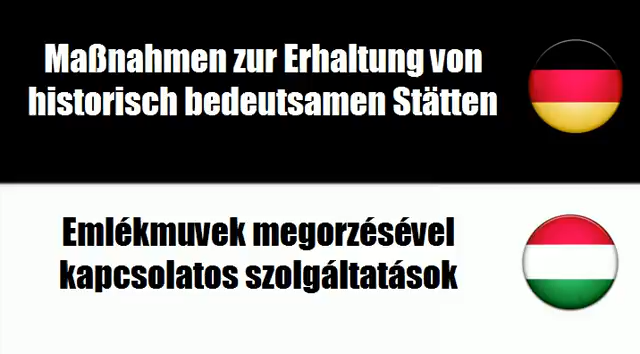 Maßnahmen zur Erhaltung von
historisch bedeutsamen Stätten
Emlékmuvek megorzésével
kapcsolatos szolgáltatások